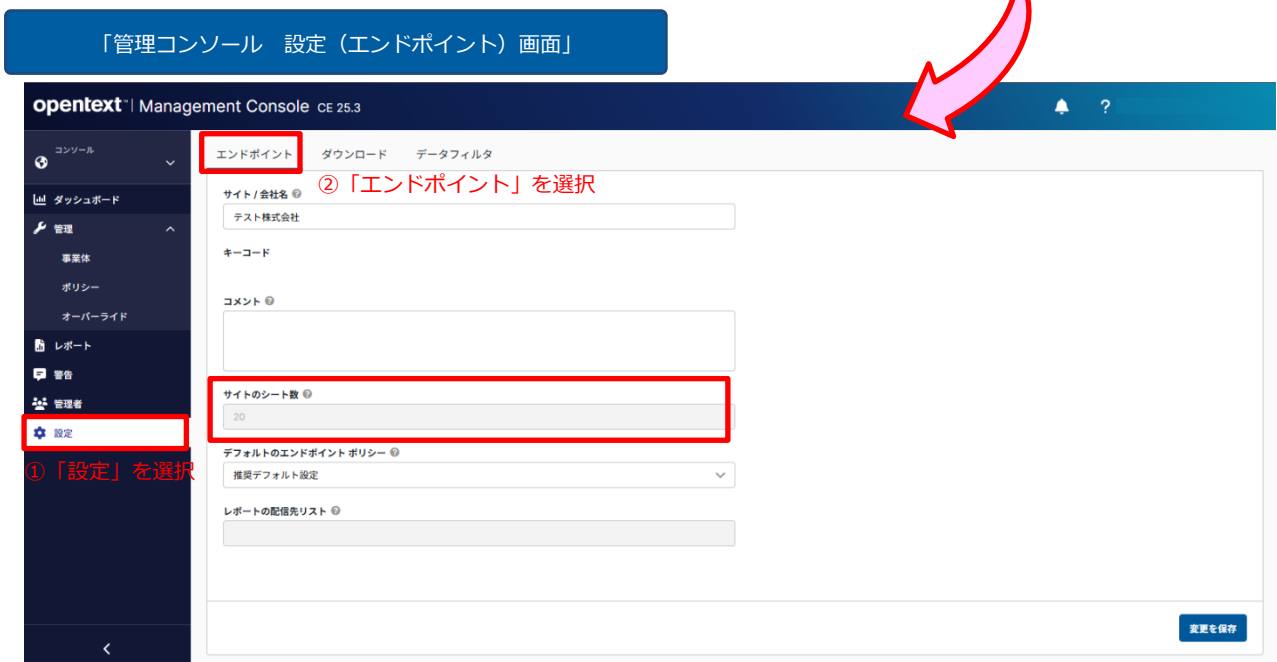 「管理コンソール　設定（エンドポイント）画面」
opentext™ | Management Console CE 25.3
?
コンソール
エンドポイント ダウンロード データフィルタ
②「エンドポイント」を選択
ダッシュボード
管理
事業体
ポリシー
オーバーライド
レポート
警告
管理者
設定
①「設定」を選択
サイト / 会社名 ?
テスト株式会社
キーコード
コメント ?
サイトのシート数 ?
20
デフォルトのエンドポイント ポリシー ?
推奨デフォルト設定
レポートの配信先リスト ?
変更を保存